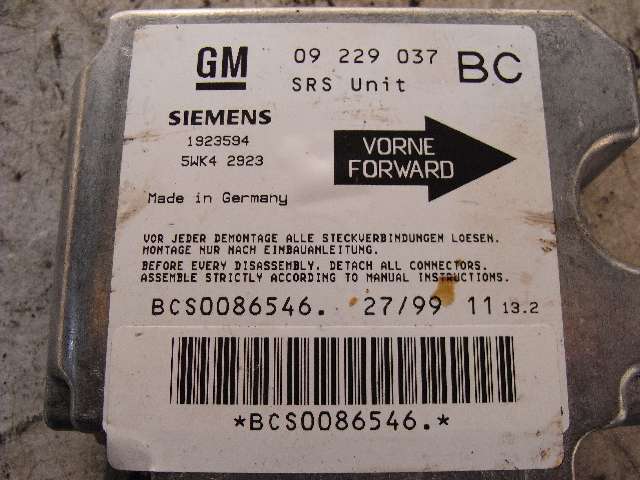 GM 09 229 037 BC
SRS Unit
SIEMENS
1923594
5WK4 2923
VORNE
FORWARD
Made in Germany
VOR JEDER DEMONTAGE ALLE STECKVERBINDUNGEN LOESEN.
MONTAGE NUR NACH EINBAUANLEITUNG.
BEFORE EVERY DISASSEMBLY, DETACH ALL CONNECTORS.
ASSEMBLE STRICTLY ACCORDING TO MANUAL INSTRUCTIONS.
BCS0086546. 27/99 11 13.2
*BCS0086546.*